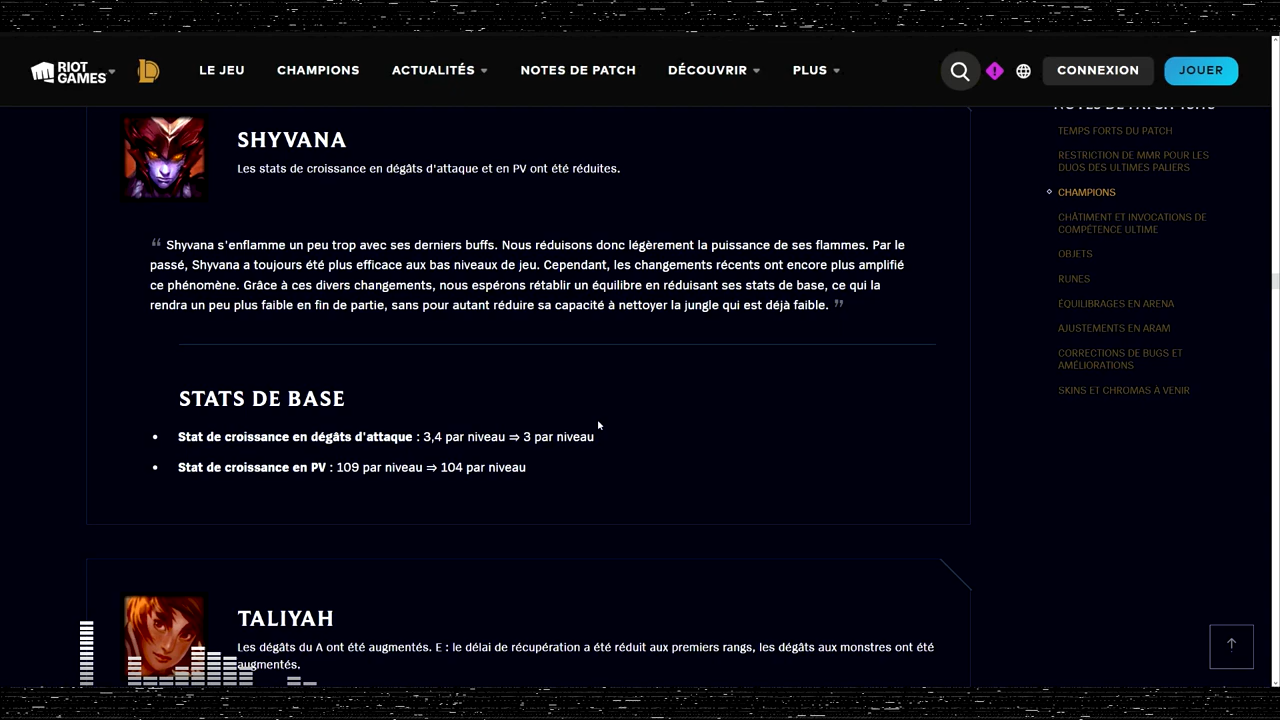 RIOT GAMES
LE JEU
CHAMPIONS
ACTUALITÉS
NOTES DE PATCH
DÉCOUVRIR
PLUS
CONNEXION
JOUER
SHYVANA
Les stats de croissance en dégâts d'attaque et en PV ont été réduites.
“ Shyvana s'enflamme un peu trop avec ses derniers buffs. Nous réduisons donc légèrement la puissance de ses flammes. Par le
passé, Shyvana a toujours été plus efficace aux bas niveaux de jeu. Cependant, les changements récents ont encore plus amplifié
ce phénomène. Grâce à ces divers changements, nous espérons rétablir un équilibre en réduisant ses stats de base, ce qui la
rendra un peu plus faible en fin de partie, sans pour autant réduire sa capacité à nettoyer la jungle qui est déjà faible. ”
STATS DE BASE
• Stat de croissance en dégâts d'attaque : 3,4 par niveau ⇒ 3 par niveau
• Stat de croissance en PV : 109 par niveau ⇒ 104 par niveau
TALIYAH
Les dégâts du A ont été augmentés. E : le délai de récupération a été réduit aux premiers rangs, les dégâts aux monstres ont été
augmentés.
TEMPS FORTS DU PATCH
RESTRICTION DE MMR POUR LES
DUOS DES ULTIMES PALIERS
CHAMPIONS
CHÂTIMENT ET INVOCATIONS DE
COMPÉTENCE ULTIME
OBJETS
RUNES
ÉQUILIBRAGES EN ARENA
AJUSTEMENTS EN ARAM
CORRECTIONS DE BUGS ET
AMÉLIORATIONS
SKINS ET CHROMAS À VENIR